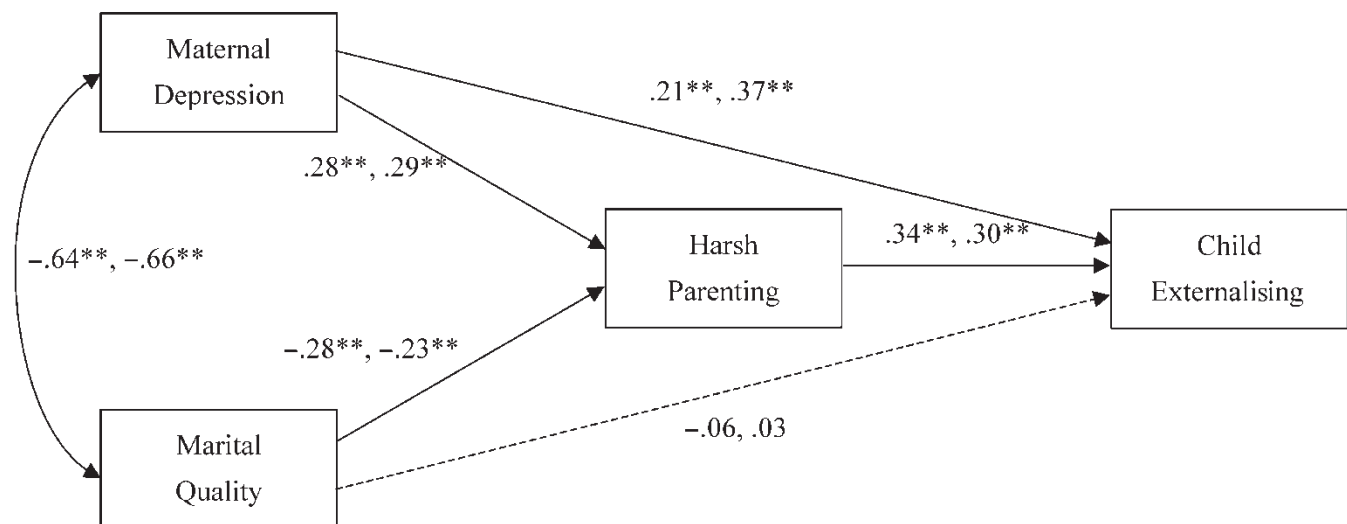 Maternal
Depression
.21**, .37**
.28**, .29**
Harsh
Parenting
.34**, .30**
Child
Externalising
−.64**, −.66**
−.28**, −.23**
Marital
Quality
−.06, .03